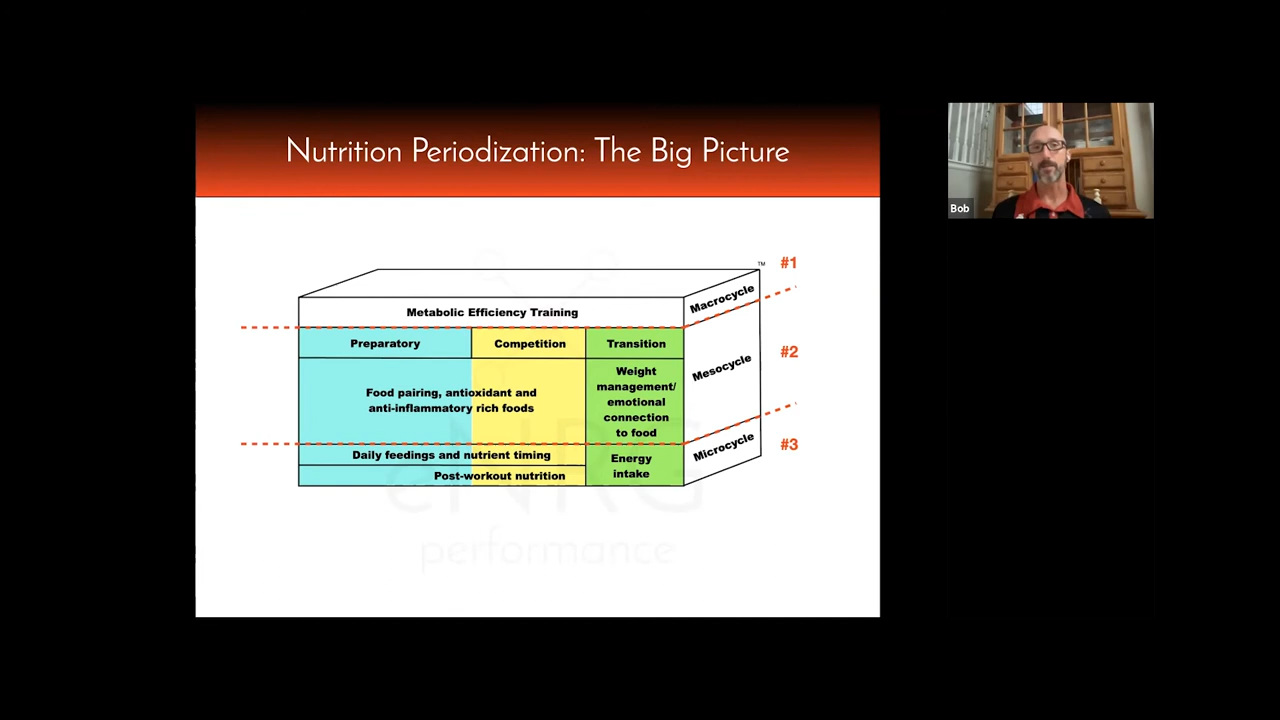 Nutrition Periodization: The Big Picture
Bob
TM
#1
Macrocycle
Metabolic Efficiency Training
Preparatory
Competition
Transition
#2
Mesocycle
Food pairing, antioxidant and
anti-inflammatory rich foods
Weight
management/
emotional
connection
to food
#3
Microcycle
Daily feedings and nutrient timing
Energy
intake
Post-workout nutrition
eNRG
performance